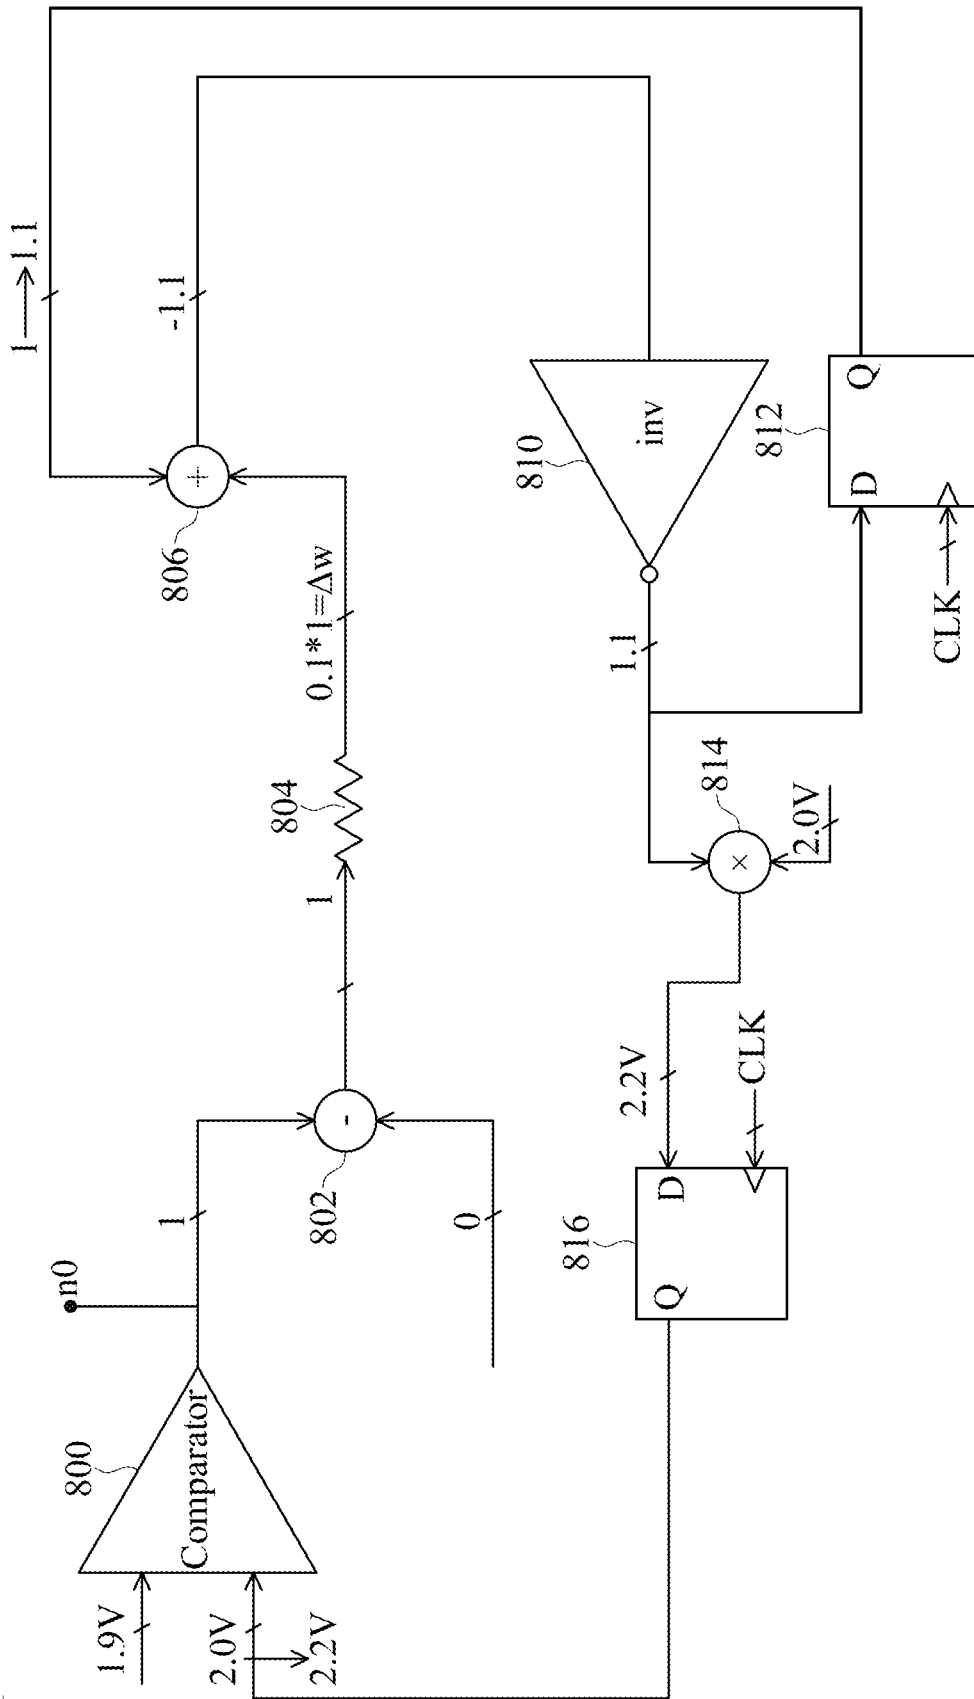 1.9V
2.0V
2.2V
800
Comparator
n0
1
802
-
0
1
804
0.1*1=Δw
806
+
1→1.1
-1.1
810
inv
1.1
812
D
Q
CLK
814
×
2.0V
2.2V
CLK
816
D
Q